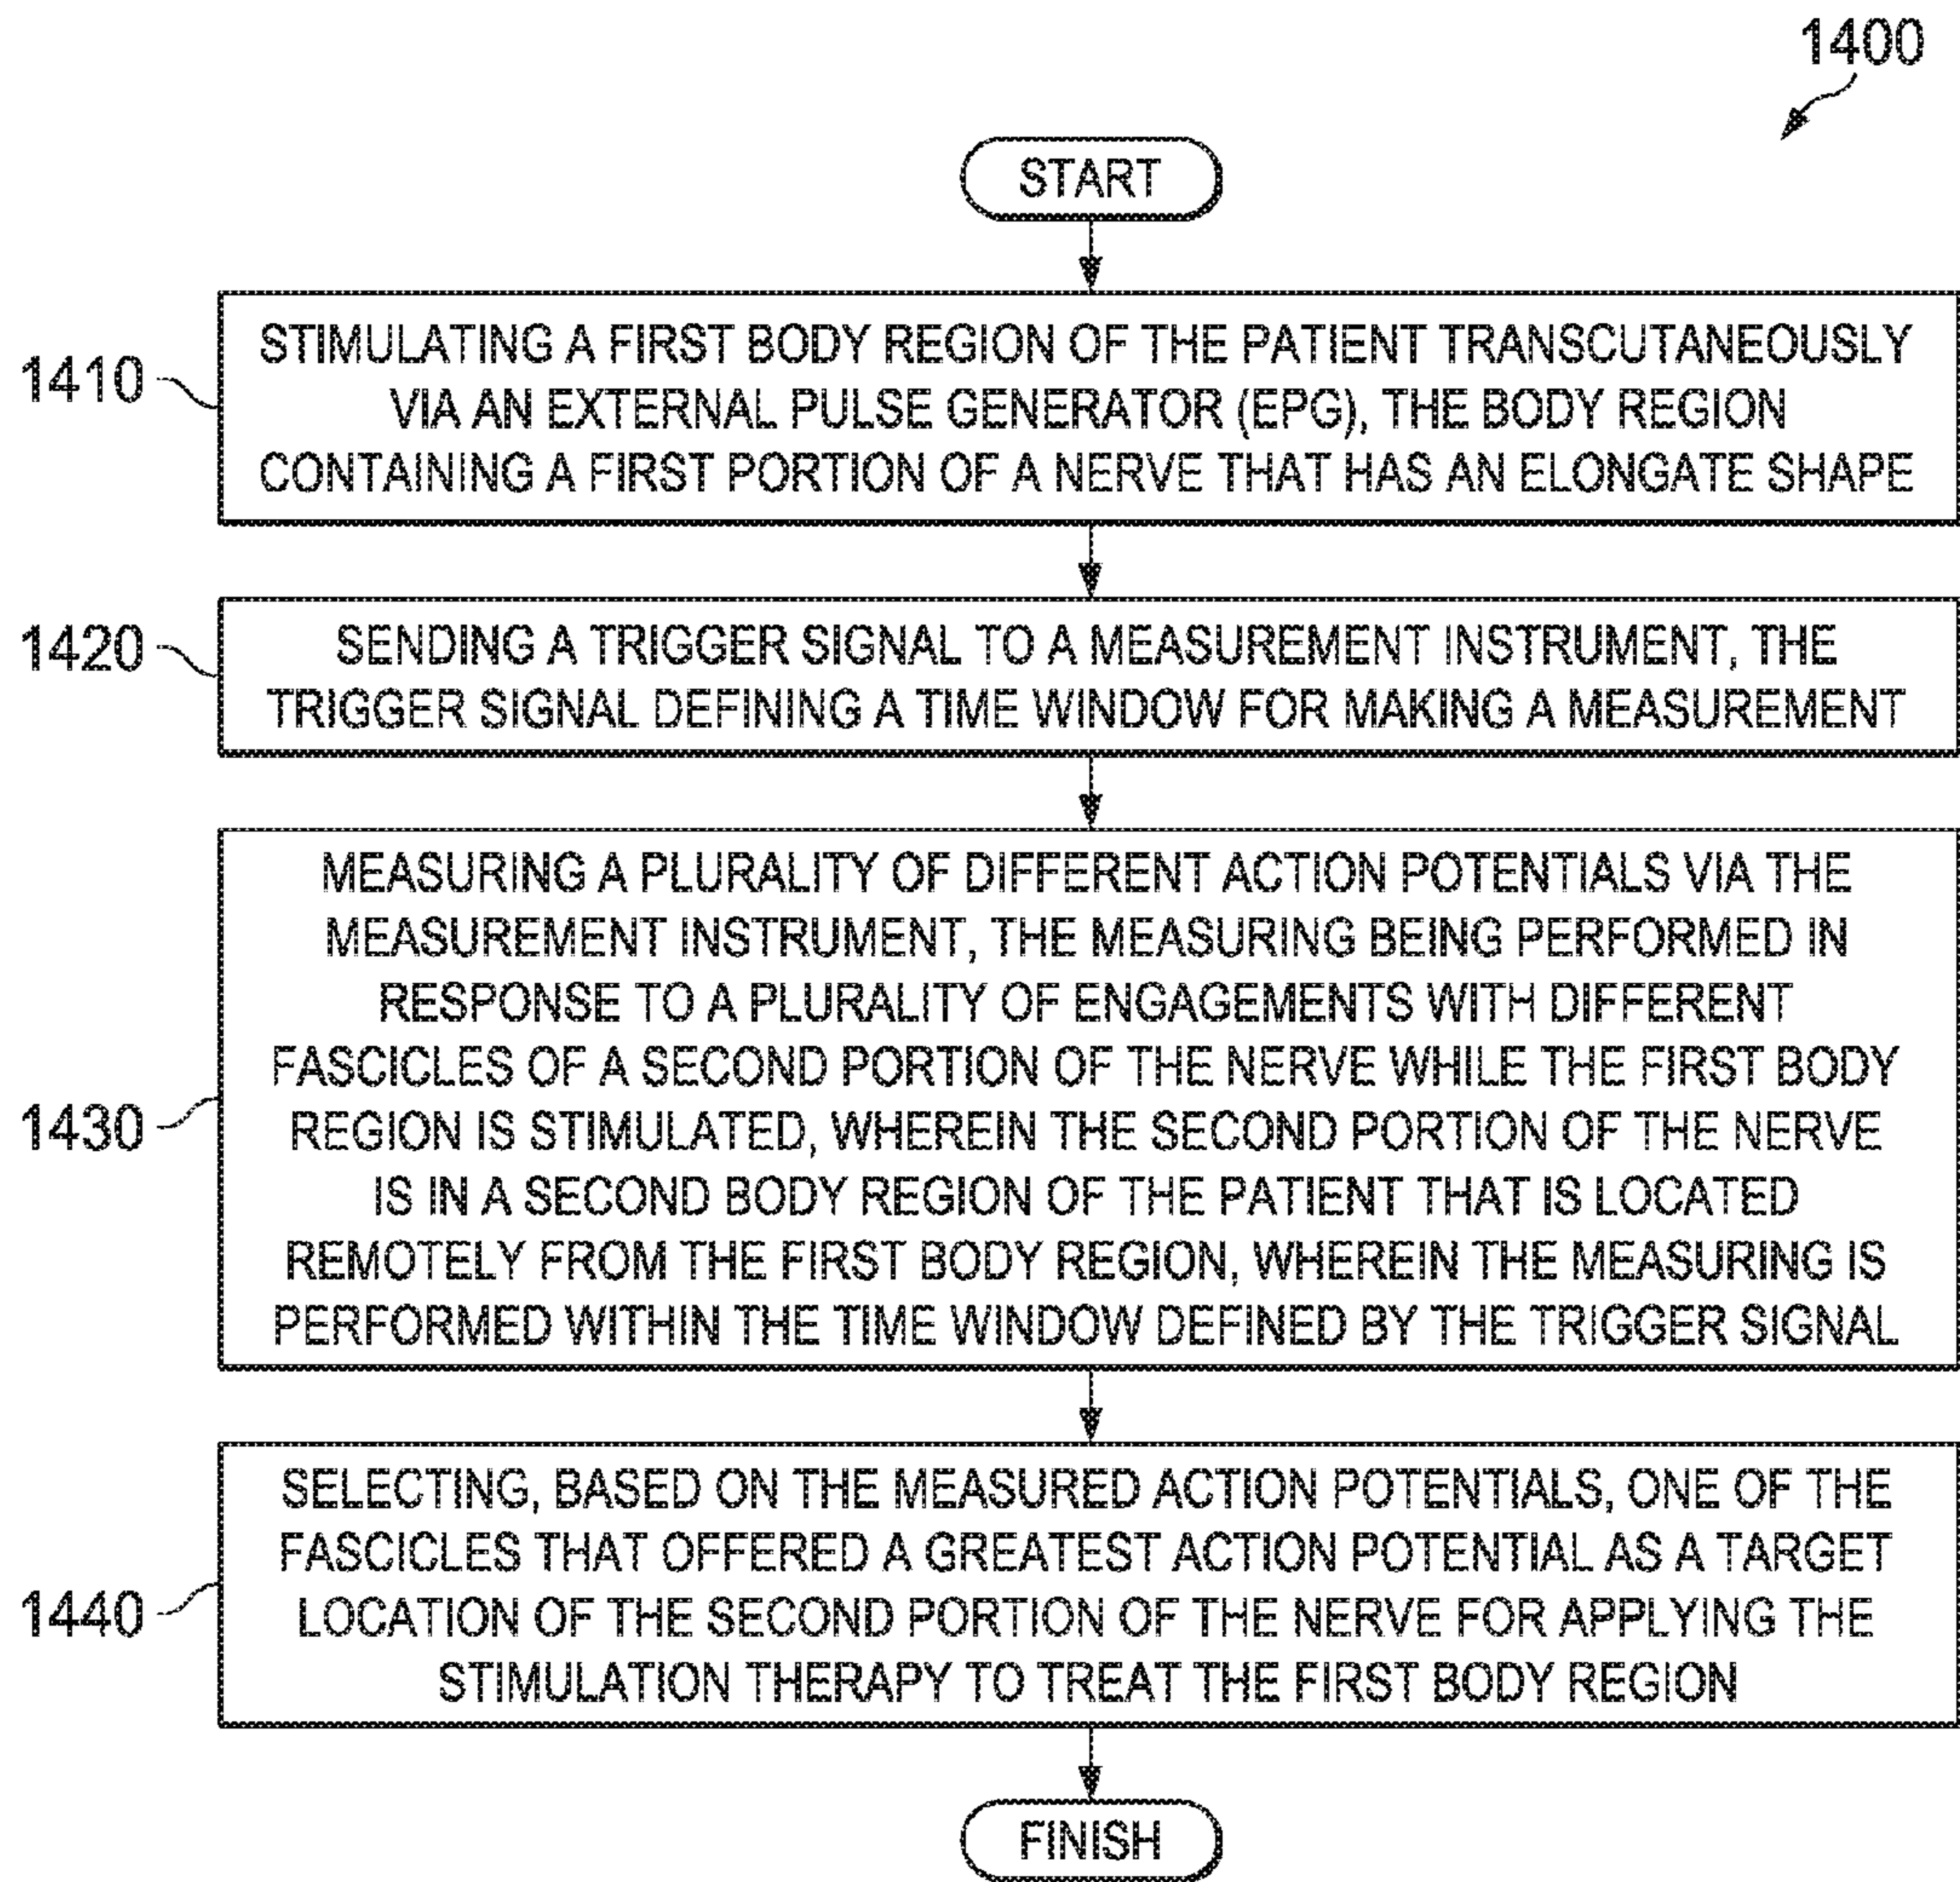 1400
START
1410
STIMULATING A FIRST BODY REGION OF THE PATIENT TRANSCUTANEOUSLY
VIA AN EXTERNAL PULSE GENERATOR (EPG), THE BODY REGION
CONTAINING A FIRST PORTION OF A NERVE THAT HAS AN ELONGATE SHAPE
1420
SENDING A TRIGGER SIGNAL TO A MEASUREMENT INSTRUMENT, THE
TRIGGER SIGNAL DEFINING A TIME WINDOW FOR MAKING A MEASUREMENT
1430
MEASURING A PLURALITY OF DIFFERENT ACTION POTENTIALS VIA THE
MEASUREMENT INSTRUMENT, THE MEASURING BEING PERFORMED IN
RESPONSE TO A PLURALITY OF ENGAGEMENTS WITH DIFFERENT
FASCICLES OF A SECOND PORTION OF THE NERVE WHILE THE FIRST BODY
REGION IS STIMULATED, WHEREIN THE SECOND PORTION OF THE NERVE
IS IN A SECOND BODY REGION OF THE PATIENT THAT IS LOCATED
REMOTELY FROM THE FIRST BODY REGION, WHEREIN THE MEASURING IS
PERFORMED WITHIN THE TIME WINDOW DEFINED BY THE TRIGGER SIGNAL
1440
SELECTING, BASED ON THE MEASURED ACTION POTENTIALS, ONE OF THE
FASCICLES THAT OFFERED A GREATEST ACTION POTENTIAL AS A TARGET
LOCATION OF THE SECOND PORTION OF THE NERVE FOR APPLYING THE
STIMULATION THERAPY TO TREAT THE FIRST BODY REGION
FINISH